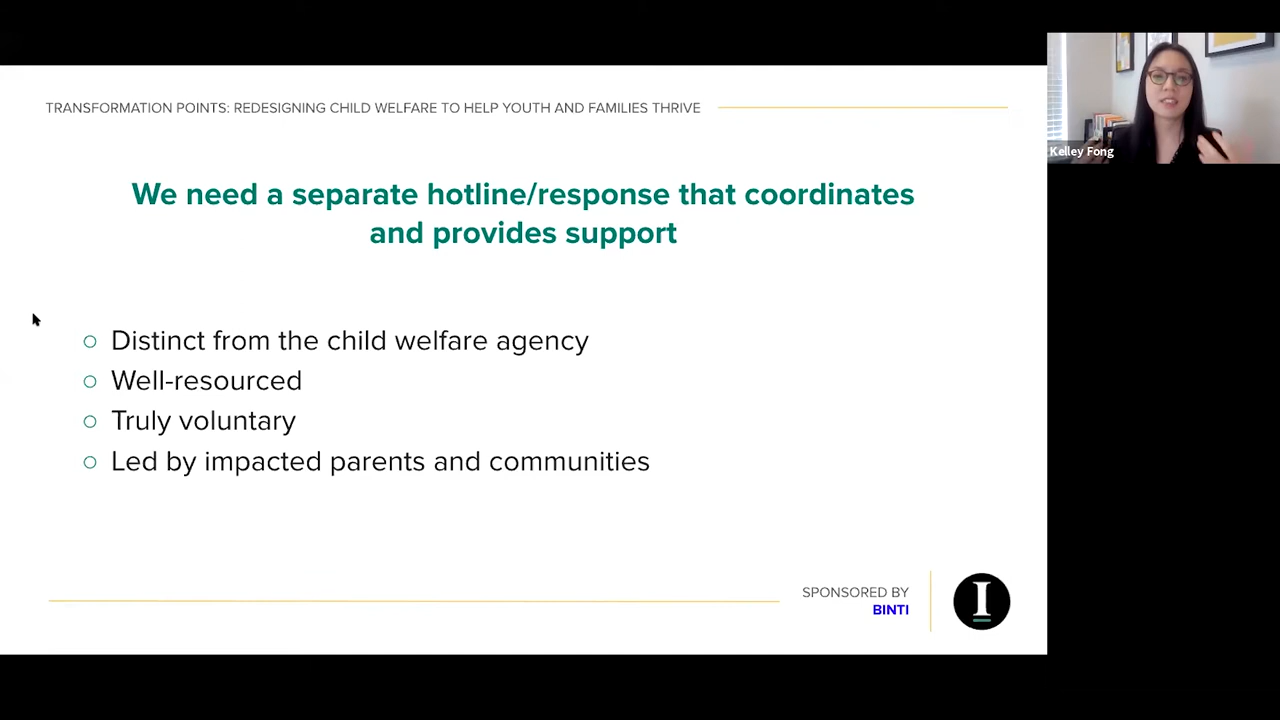 TRANSFORMATION POINTS: REDESIGNING CHILD WELFARE TO HELP YOUTH AND FAMILIES THRIVE
Kelley Fong
We need a separate hotline/response that coordinates
and provides support
○ Distinct from the child welfare agency
○ Well-resourced
○ Truly voluntary
○ Led by impacted parents and communities
SPONSORED BY
BINTI
I